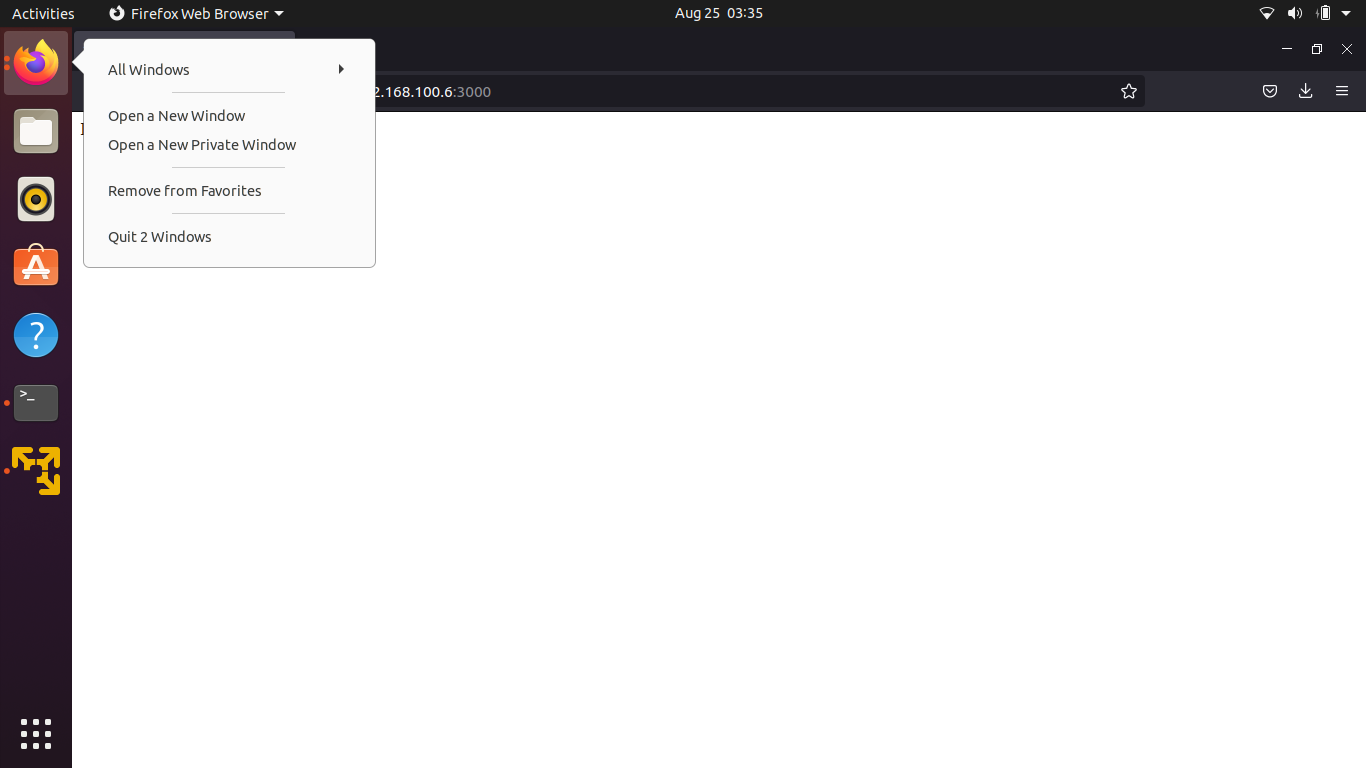 Activities
Firefox Web Browser
Aug 25 03:35
All Windows
2.168.100.6:3000
Open a New Window
Open a New Private Window
Remove from Favorites
Quit 2 Windows
?
>_